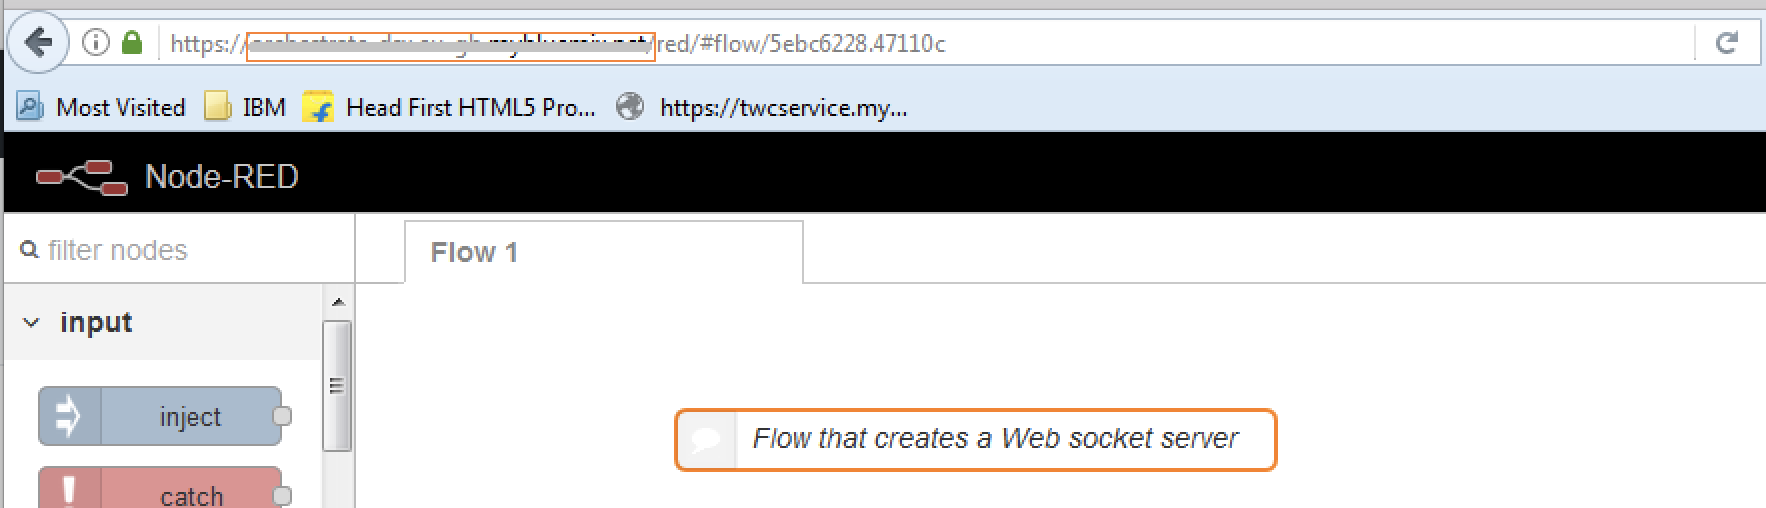 https:// /red/#flow/5ebc6228.47110c
Most Visited IBM Head First HTML5 Pro... https://twcservice.my...
Node-RED
filter nodes
Flow 1
input
inject
Flow that creates a Web socket server
catch